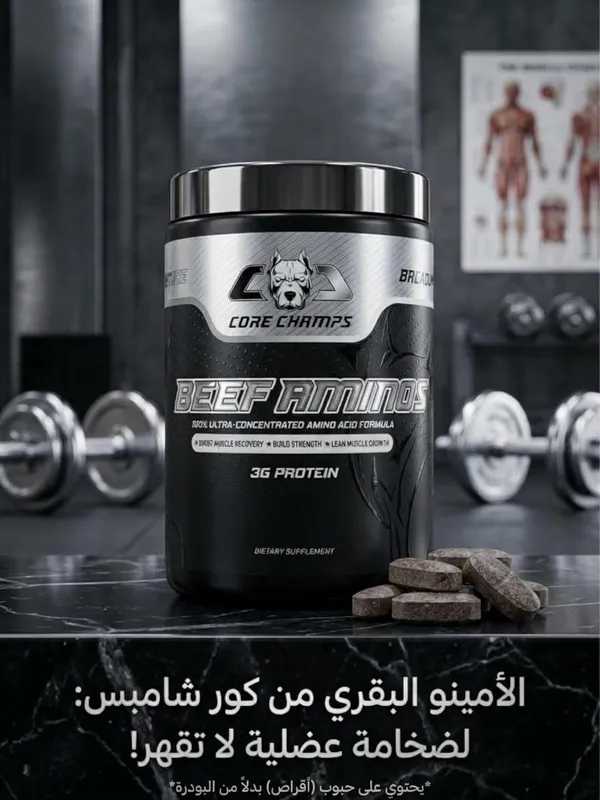 CORE CHAMPS
BEEF AMINOS
100% ULTRA-CONCENTRATED AMINO ACID FORMULA
BOOST MUSCLE RECOVERY ★ BUILD STRENGTH ★ LEAN MUSCLE GROWTH
3G PROTEIN
DIETARY SUPPLEMENT
الأمينو البقري من كور شامبس:
لضخامة عضلية لا تقهر!
*يحتوي على حبوب (أقراص) بدلاً من البودرة*